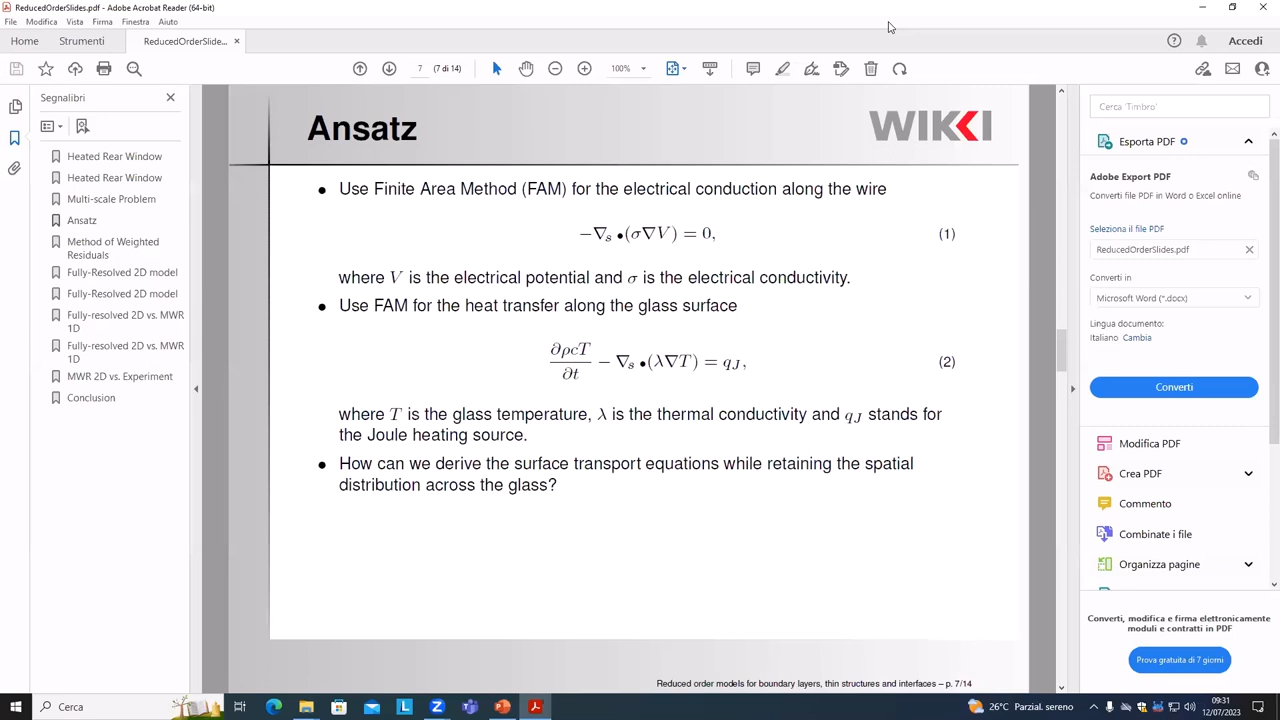 ReducedOrderSlides.pdf - Adobe Acrobat Reader (64-bit)
File Modifica Vista Firma Finestra Aiuto
Home Strumenti ReducedOrderSlide... × Accedi
7 (7 di 14) 100%
Segnalibri
Heated Rear Window
Heated Rear Window
Multi-scale Problem
Ansatz
Method of Weighted
Residuals
Fully-Resolved 2D model
Fully-Resolved 2D model
Fully-resolved 2D vs. MWR
1D
Fully-resolved 2D vs. MWR
1D
MWR 2D vs. Experiment
Conclusion
Ansatz
WIKKI
• Use Finite Area Method (FAM) for the electrical conduction along the wire
−∇s •(σ∇V) = 0, (1)
where V is the electrical potential and σ is the electrical conductivity.
• Use FAM for the heat transfer along the glass surface
∂ρcT/∂t − ∇s •(λ∇T) = qJ, (2)
where T is the glass temperature, λ is the thermal conductivity and qJ stands for
the Joule heating source.
• How can we derive the surface transport equations while retaining the spatial
distribution across the glass?
Reduced order models for boundary layers, thin structures and interfaces – p. 7/14
Cerca 'Timbro'
Esporta PDF
Adobe Export PDF
Converti file PDF in Word o Excel online
Seleziona il file PDF
ReducedOrderSlides.pdf
Converti in
Microsoft Word (*.docx)
Lingua documento:
Italiano Cambia
Converti
Modifica PDF
Crea PDF
Commento
Combinate i file
Organizza pagine
Converti, modifica e firma elettronicamente
moduli e contratti in PDF
Prova gratuita di 7 giorni
Cerca
26°C Parzial. sereno
09:31
12/07/2023